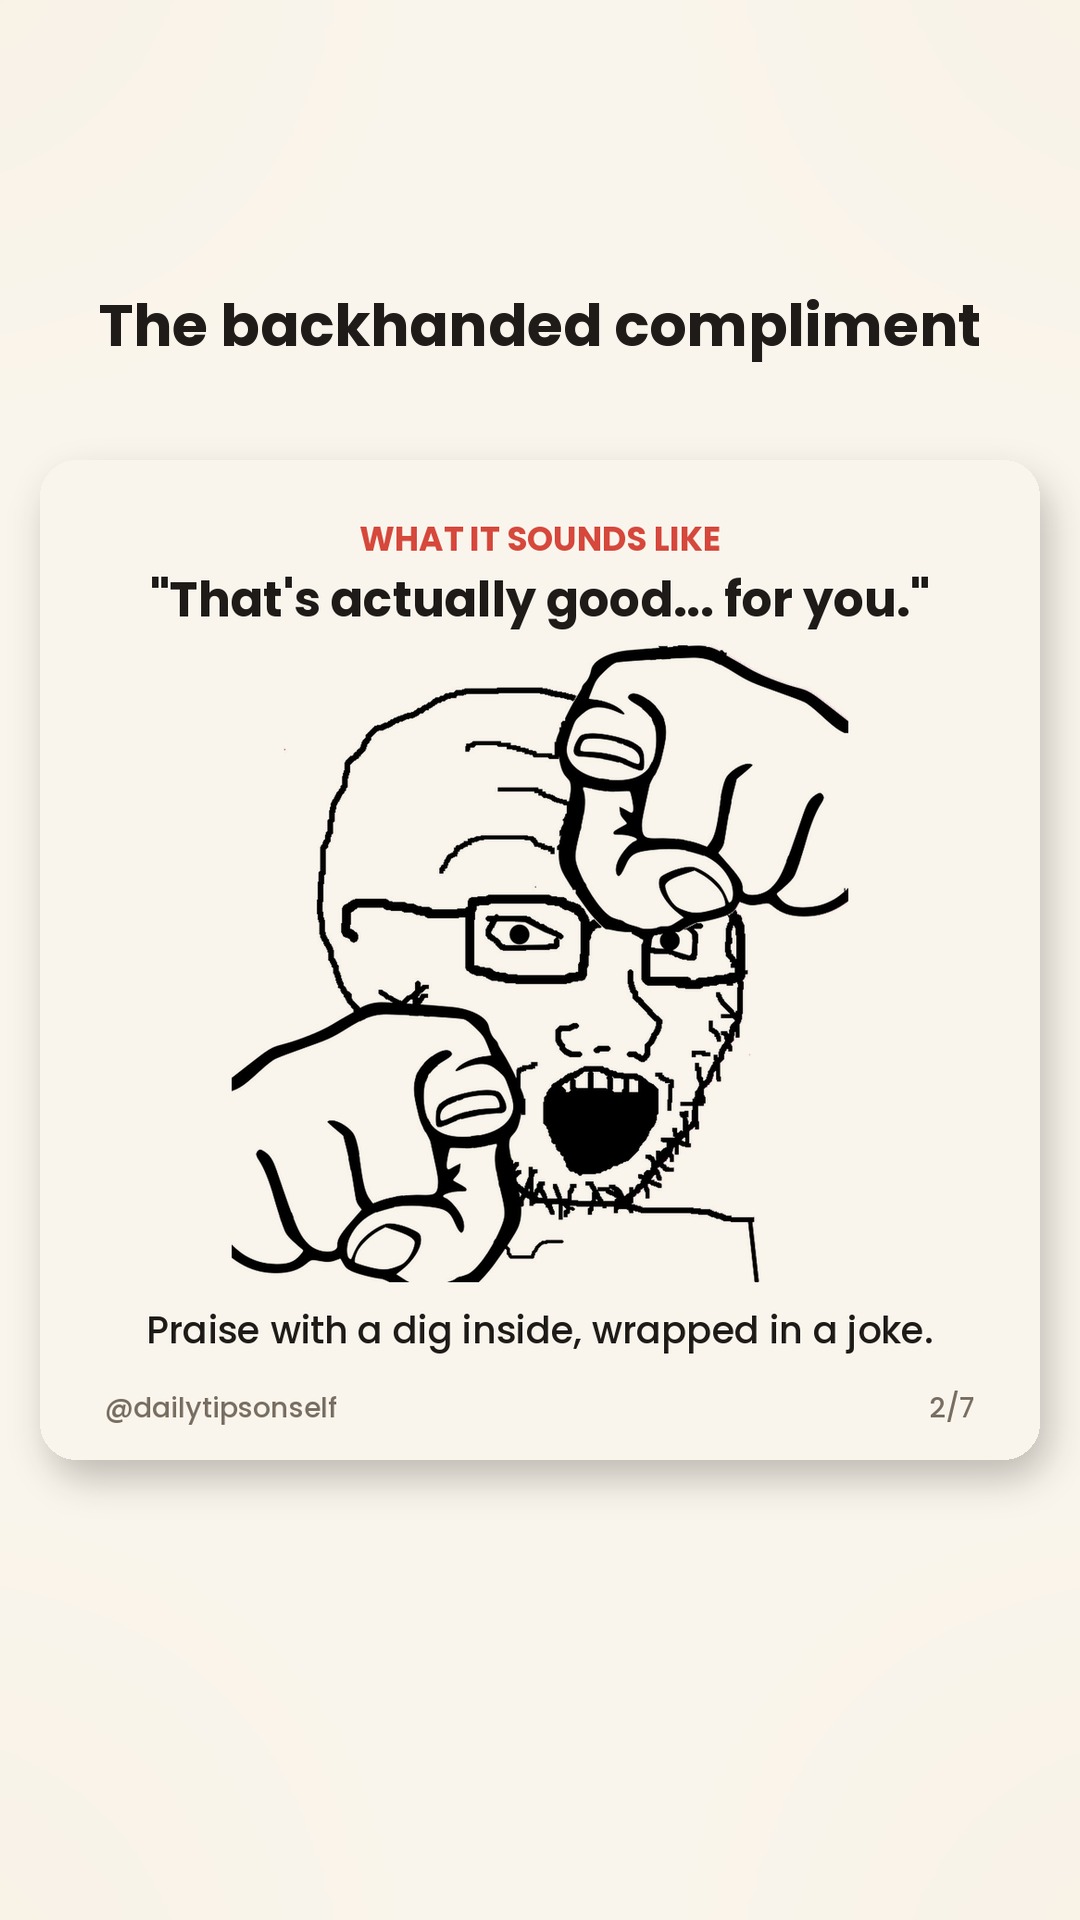 The backhanded compliment
WHAT IT SOUNDS LIKE
"That's actually good... for you."
Praise with a dig inside, wrapped in a joke.
@dailytipsonself
2/7